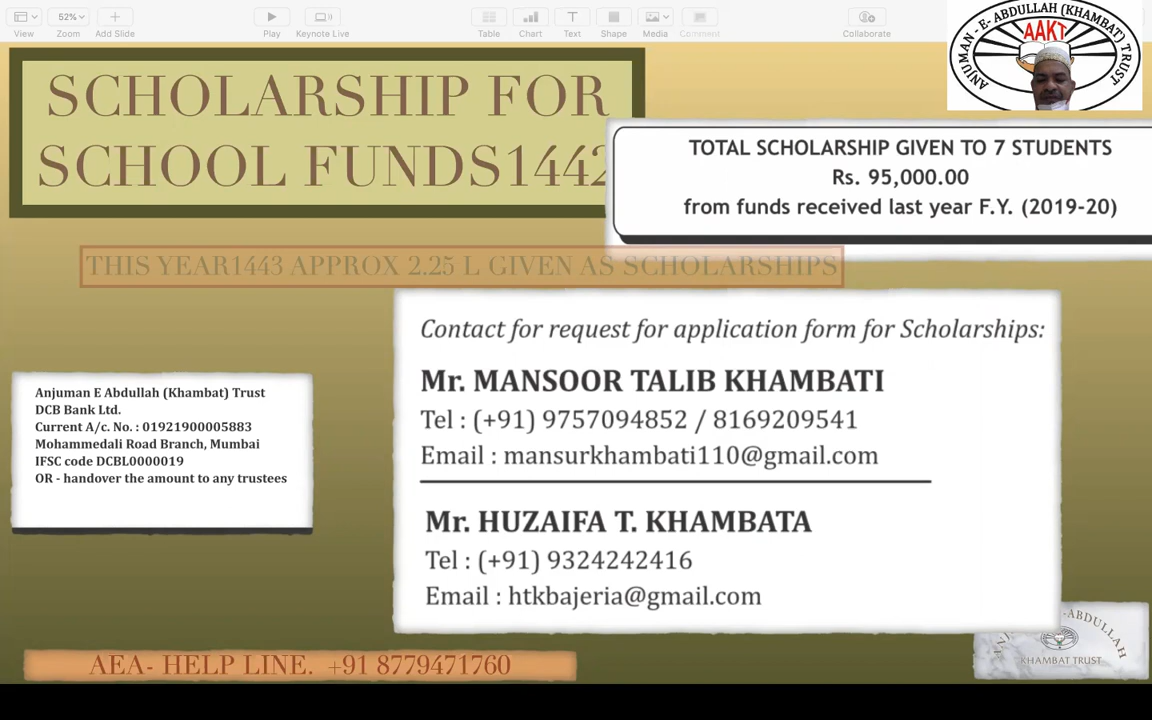 View
52%
Zoom
Add Slide
Play
Keynote Live
Table
Chart
Text
Shape
Media
Comment
Collaborate
ANJUMAN - E- ABDULLAH (KHAMBAT) TRUST
AAKT
SCHOLARSHIP FOR
SCHOOL FUNDS1442
TOTAL SCHOLARSHIP GIVEN TO 7 STUDENTS
Rs. 95,000.00
from funds received last year F.Y. (2019-20)
THIS YEAR1443 APPROX 2.25 L GIVEN AS SCHOLARSHIPS
Contact for request for application form for Scholarships:
Mr. MANSOOR TALIB KHAMBATI
Tel : (+91) 9757094852 / 8169209541
Email : mansurkhambati110@gmail.com
Mr. HUZAIFA T. KHAMBATA
Tel : (+91) 9324242416
Email : htkbajeria@gmail.com
Anjuman E Abdullah (Khambat) Trust
DCB Bank Ltd.
Current A/c. No. : 01921900005883
Mohammedali Road Branch, Mumbai
IFSC code DCBL0000019
OR - handover the amount to any trustees
AEA- HELP LINE. +91 8779471760
-ABDULLAH
KHAMBAT TRUST